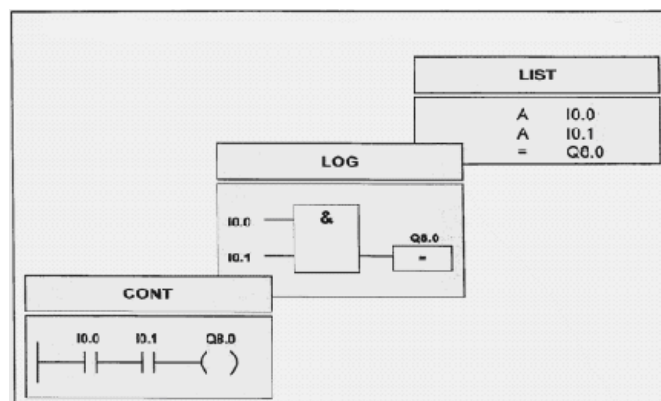 LIST
A I0.0
A I0.1
= Q8.0
LOG
&
I0.0
Q8.0
I0.1
=
CONT
I0.0 I0.1 Q8.0